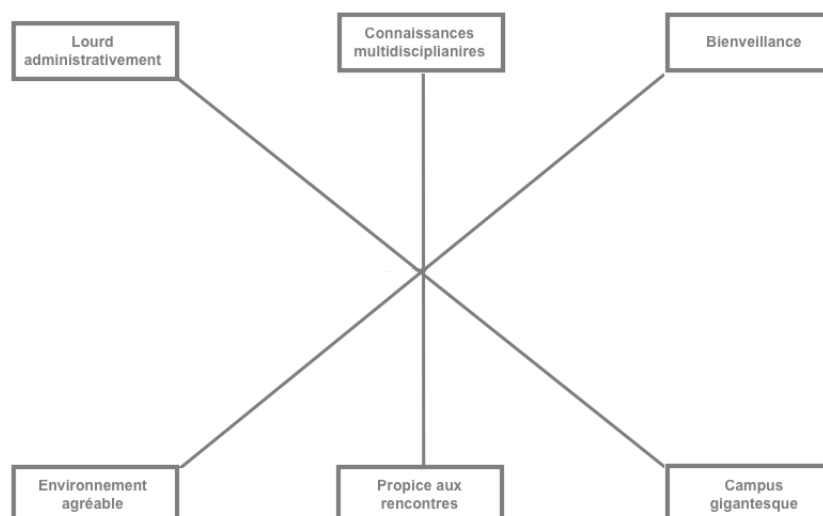 Lourd
administrativement
Connaissances
multidisciplianires
Bienveillance
Environnement
agréable
Propice aux
rencontres
Campus
gigantesque